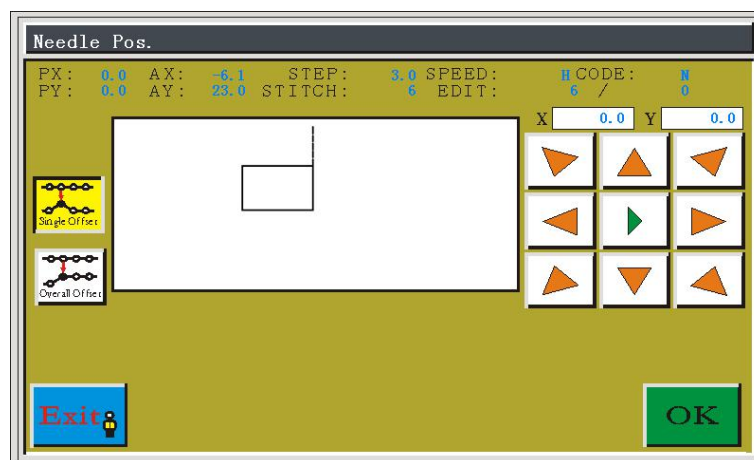 Needle Pos.
PX: 0.0 AX: -6.1 STEP: 3.0 SPEED: H CODE: N
PY: 0.0 AY: 23.0 STITCH: 6 EDIT: 6 / 0
X 0.0 Y 0.0
Single Offset
Overall Offset
Exit
OK